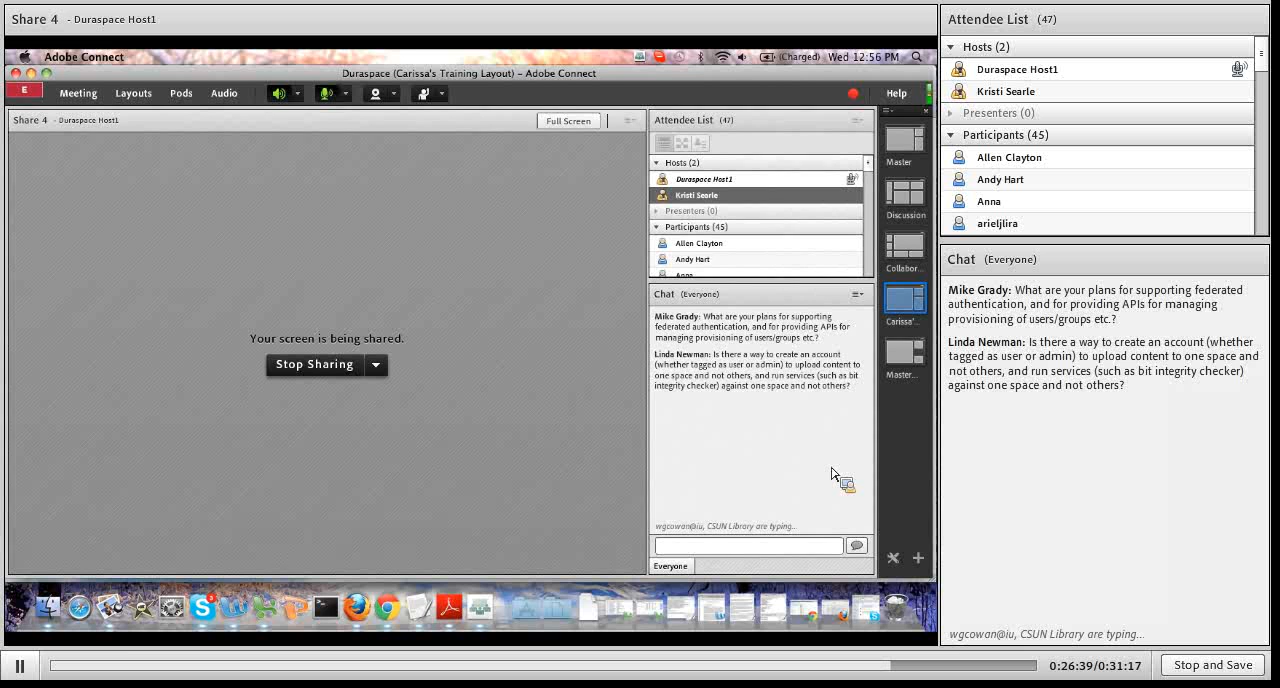 Share 4 - Duraspace Host1
Adobe Connect
(Charged) Wed 12:56 PM
Duraspace (Carissa's Training Layout) - Adobe Connect
E
Meeting Layouts Pods Audio
Help
Share 4 - Duraspace Host1
Full Screen
Your screen is being shared.
Stop Sharing
Attendee List (47)
Hosts (2)
Duraspace Host1
Kristi Searle
Presenters (0)
Participants (45)
Allen Clayton
Andy Hart
Anna
Chat (Everyone)
Mike Grady: What are your plans for supporting
federated authentication, and for providing APIs for
managing provisioning of users/groups etc.?
Linda Newman: Is there a way to create an account
(whether tagged as user or admin) to upload content to
one space and not others, and run services (such as bit
integrity checker) against one space and not others?
wgcowan@iu, CSUN Library are typing...
Everyone
Master
Discussion
Collabor...
Carissa'...
Master...
3
Attendee List (47)
Hosts (2)
Duraspace Host1
Kristi Searle
Presenters (0)
Participants (45)
Allen Clayton
Andy Hart
Anna
arieljlira
Chat (Everyone)
Mike Grady: What are your plans for supporting federated
authentication, and for providing APIs for managing
provisioning of users/groups etc.?
Linda Newman: Is there a way to create an account (whether
tagged as user or admin) to upload content to one space and
not others, and run services (such as bit integrity checker)
against one space and not others?
wgcowan@iu, CSUN Library are typing...
0:26:39/0:31:17
Stop and Save